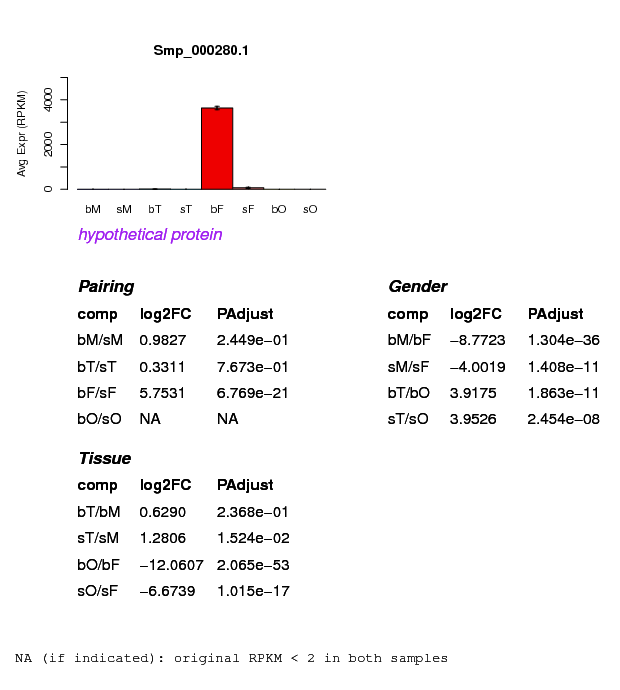 Smp_000280.1
Avg Expr (RPKM)
4000
2000
0
bM sM bT sT bF sF bO sO
hypothetical protein
Pairing
comp log2FC PAdjust
bM/sM 0.9827 2.449e−01
bT/sT 0.3311 7.673e−01
bF/sF 5.7531 6.769e−21
bO/sO NA NA
Gender
comp log2FC PAdjust
bM/bF −8.7723 1.304e−36
sM/sF −4.0019 1.408e−11
bT/bO 3.9175 1.863e−11
sT/sO 3.9526 2.454e−08
Tissue
comp log2FC PAdjust
bT/bM 0.6290 2.368e−01
sT/sM 1.2806 1.524e−02
bO/bF −12.0607 2.065e−53
sO/sF −6.6739 1.015e−17
NA (if indicated): original RPKM < 2 in both samples